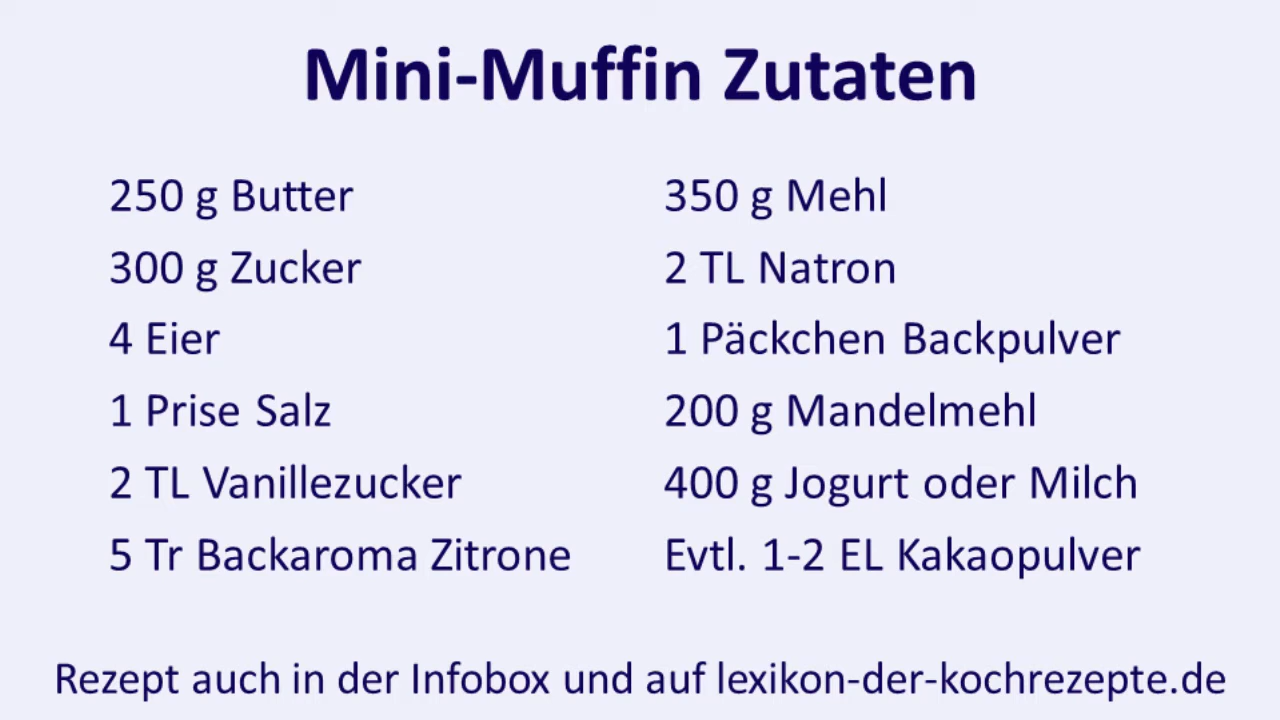 Mini-Muffin Zutaten
250 g Butter
300 g Zucker
4 Eier
1 Prise Salz
2 TL Vanillezucker
5 Tr Backaroma Zitrone
350 g Mehl
2 TL Natron
1 Päckchen Backpulver
200 g Mandelmehl
400 g Jogurt oder Milch
Evtl. 1-2 EL Kakaopulver
Rezept auch in der Infobox und auf lexikon-der-kochrezepte.de